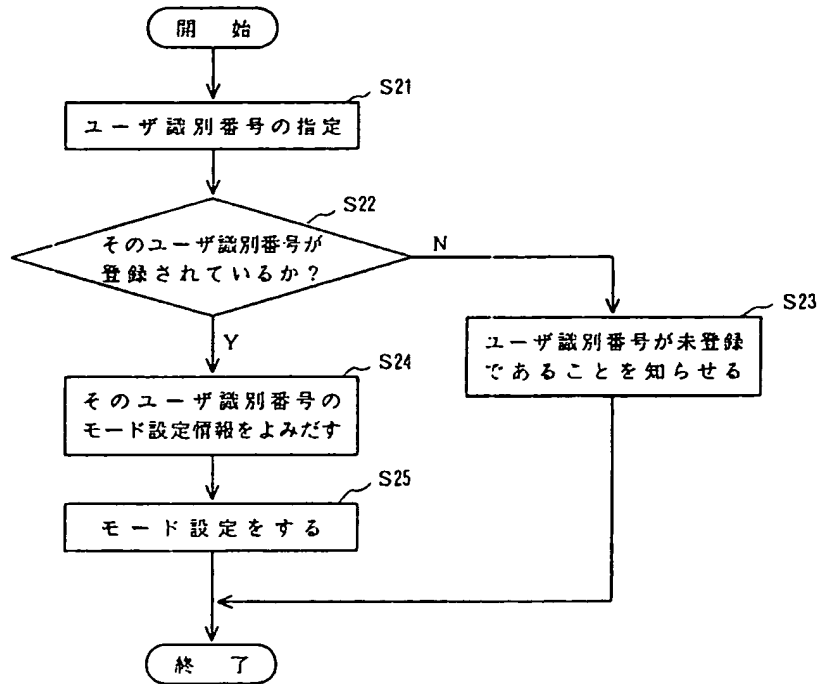 開 始
S21
ユーザ識別番号の指定
S22
そのユーザ識別番号が
登録されているか？
N
Y
S23
ユーザ識別番号が未登録
であることを知らせる
S24
そのユーザ識別番号の
モード設定情報をよみだす
S25
モード設定をする
終 了